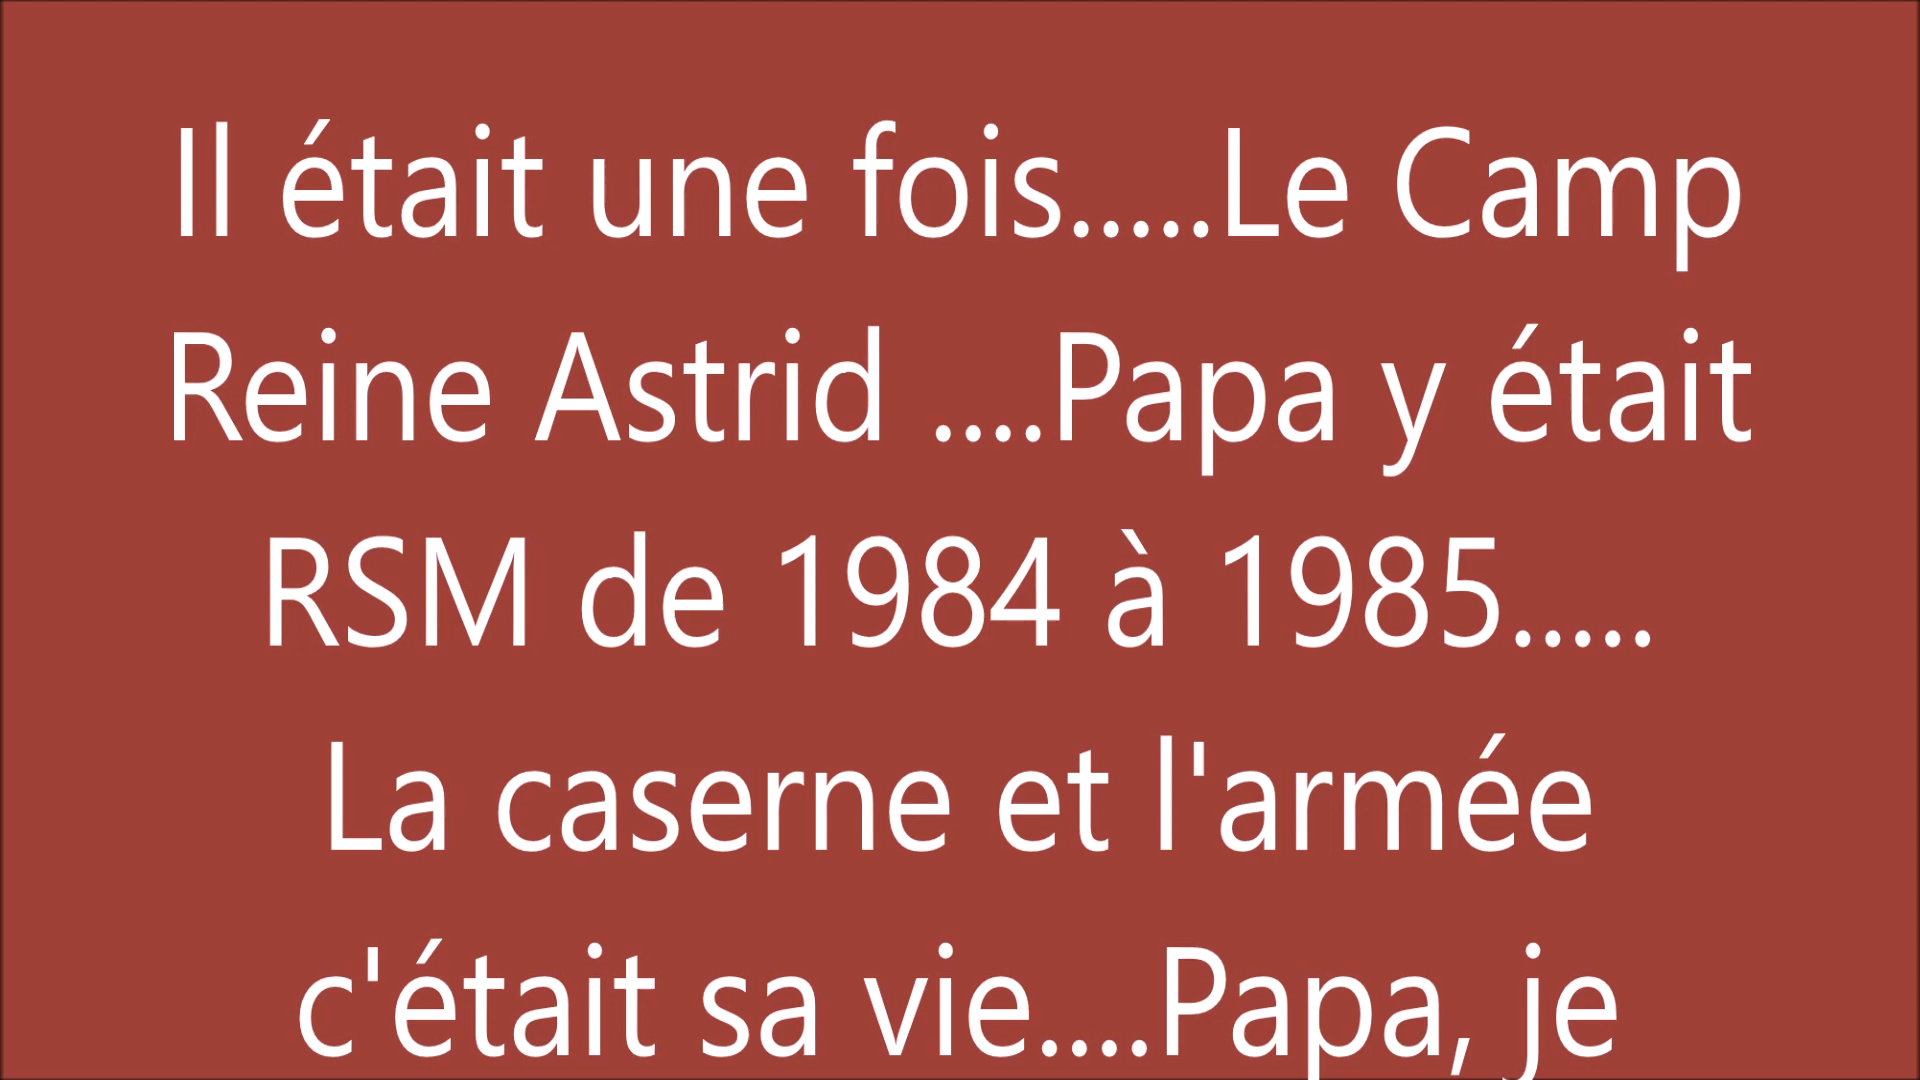 Il était une fois.....Le Camp
Reine Astrid ....Papa y était
RSM de 1984 à 1985.....
La caserne et l'armée
c'était sa vie....Papa, je